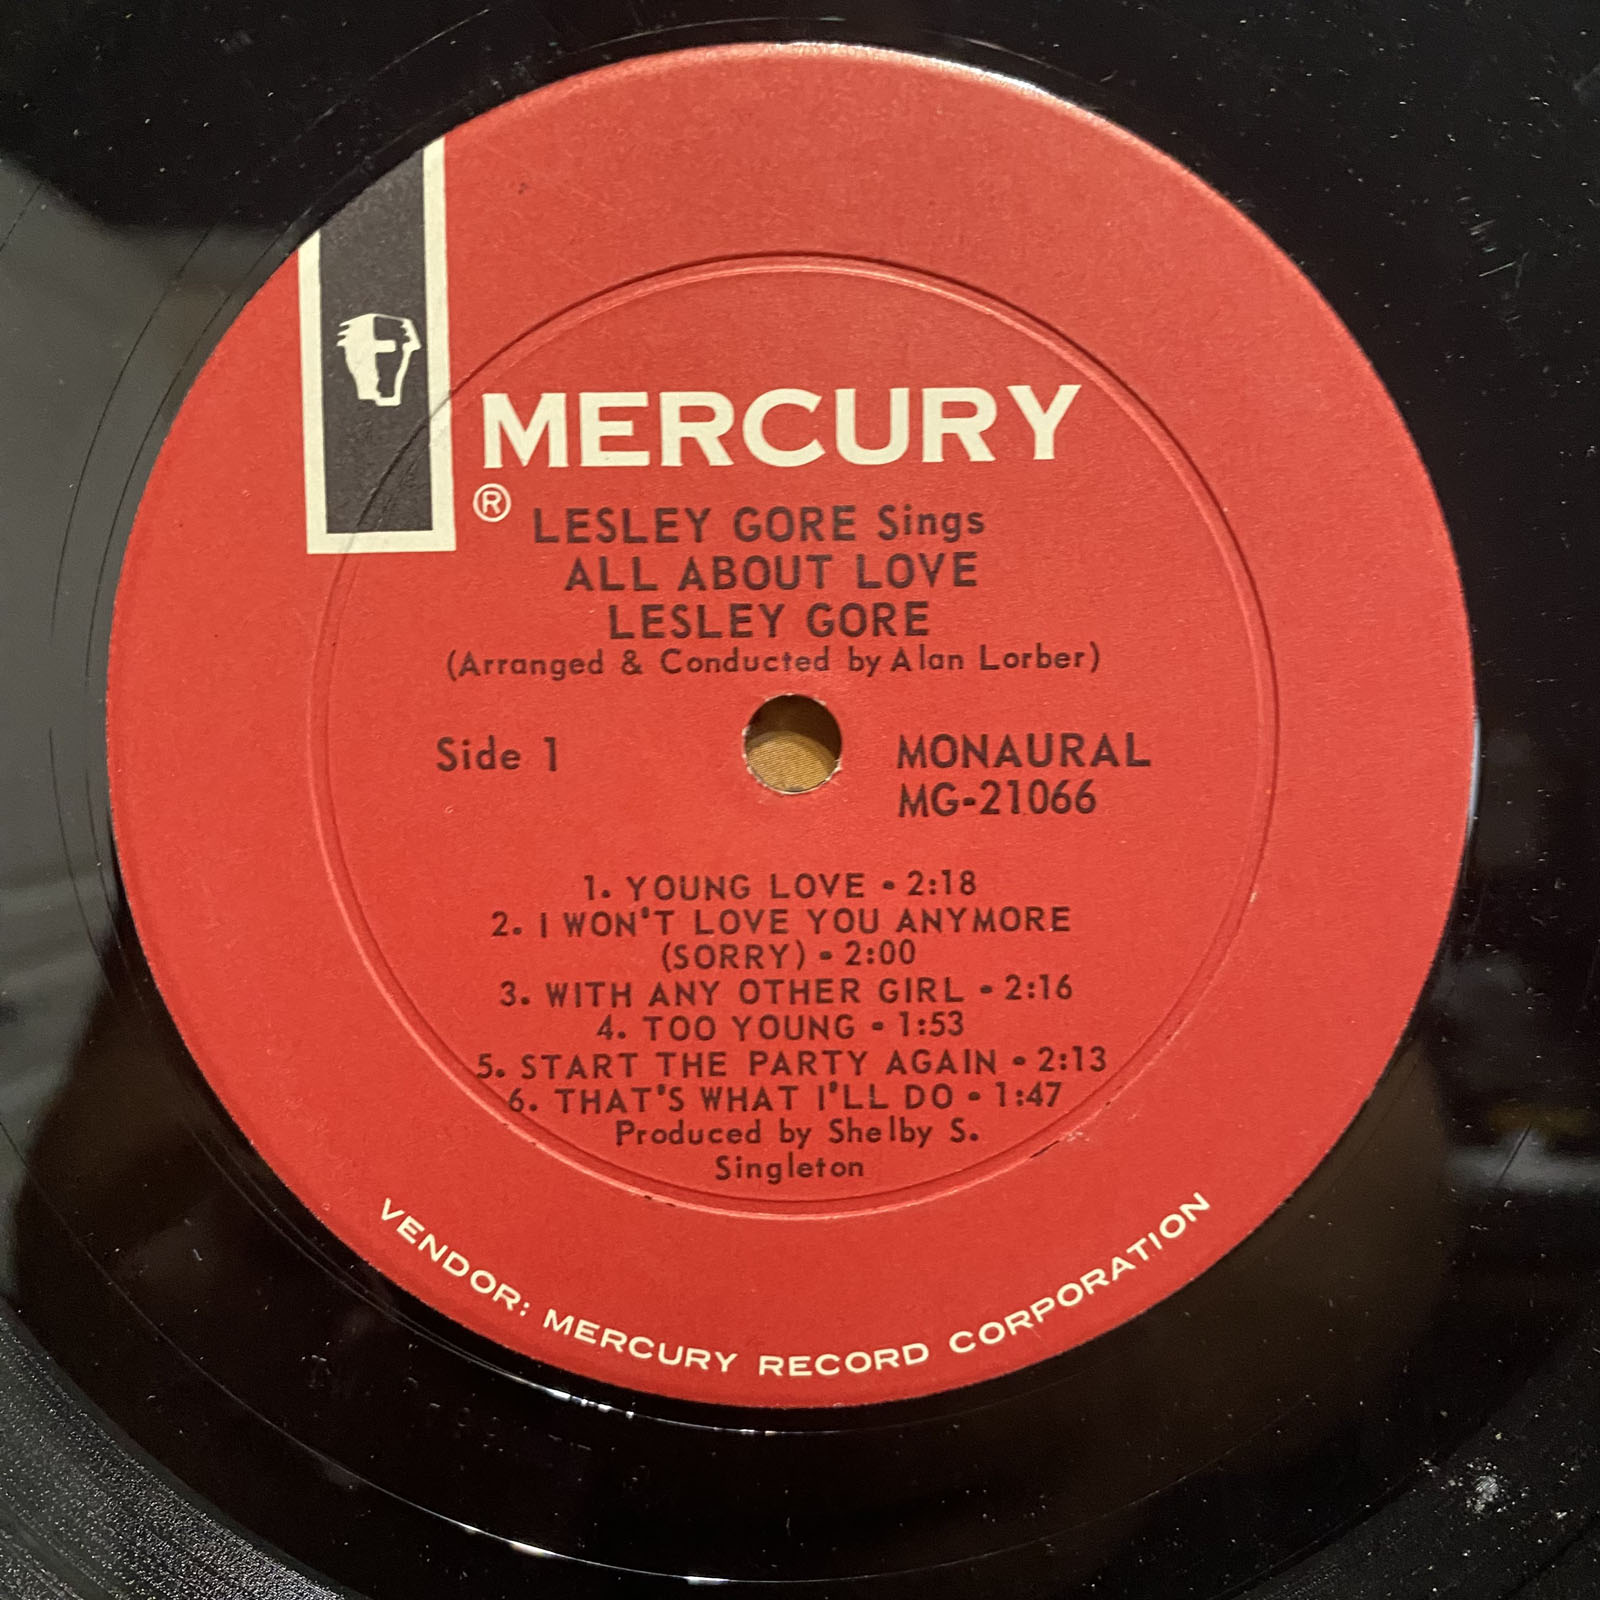 MERCURY
®
LESLEY GORE Sings
ALL ABOUT LOVE
LESLEY GORE
(Arranged & Conducted by Alan Lorber)
Side 1
MONAURAL
MG-21066
1. YOUNG LOVE • 2:18
2. I WON'T LOVE YOU ANYMORE
(SORRY) • 2:00
3. WITH ANY OTHER GIRL • 2:16
4. TOO YOUNG • 1:53
5. START THE PARTY AGAIN • 2:13
6. THAT'S WHAT I'LL DO • 1:47
Produced by Shelby S.
Singleton
VENDOR: MERCURY RECORD CORPORATION